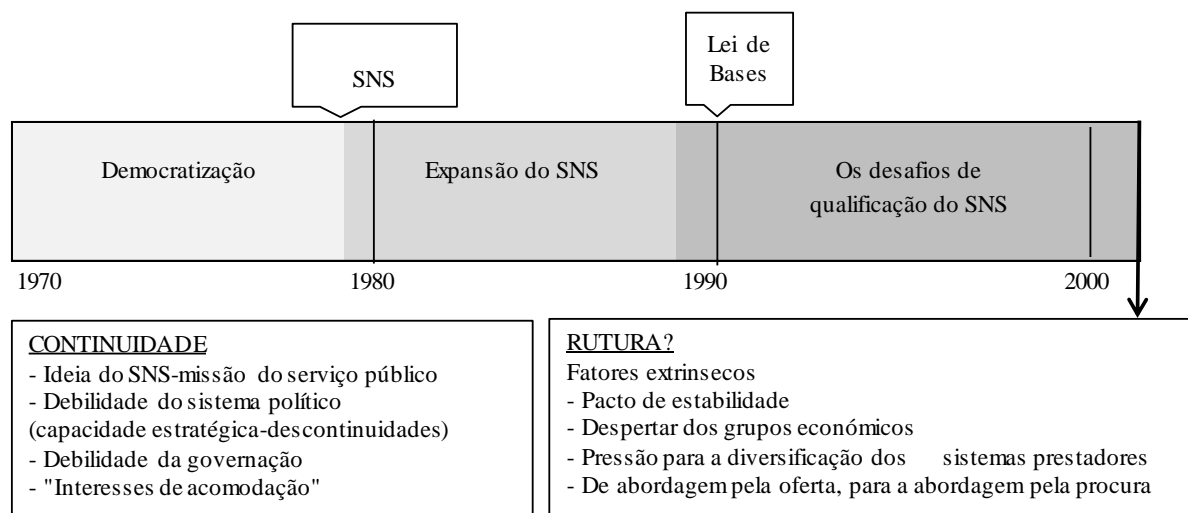 SNS
Lei de
Bases
Democratização
Expansão do SNS
Os desafios de
qualificação do SNS
1970
1980
1990
2000
CONTINUIDADE
- Ideia do SNS-missão do serviço público
- Debilidade do sistema político
(capacidade estratégica-descontinuidades)
- Debilidade da governação
- "Interesses de acomodação"
RUTURA?
Fatores extrinsecos
- Pacto de estabilidade
- Despertar dos grupos económicos
- Pressão para a diversificação dos sistemas prestadores
- De abordagem pela oferta, para a abordagem pela procura